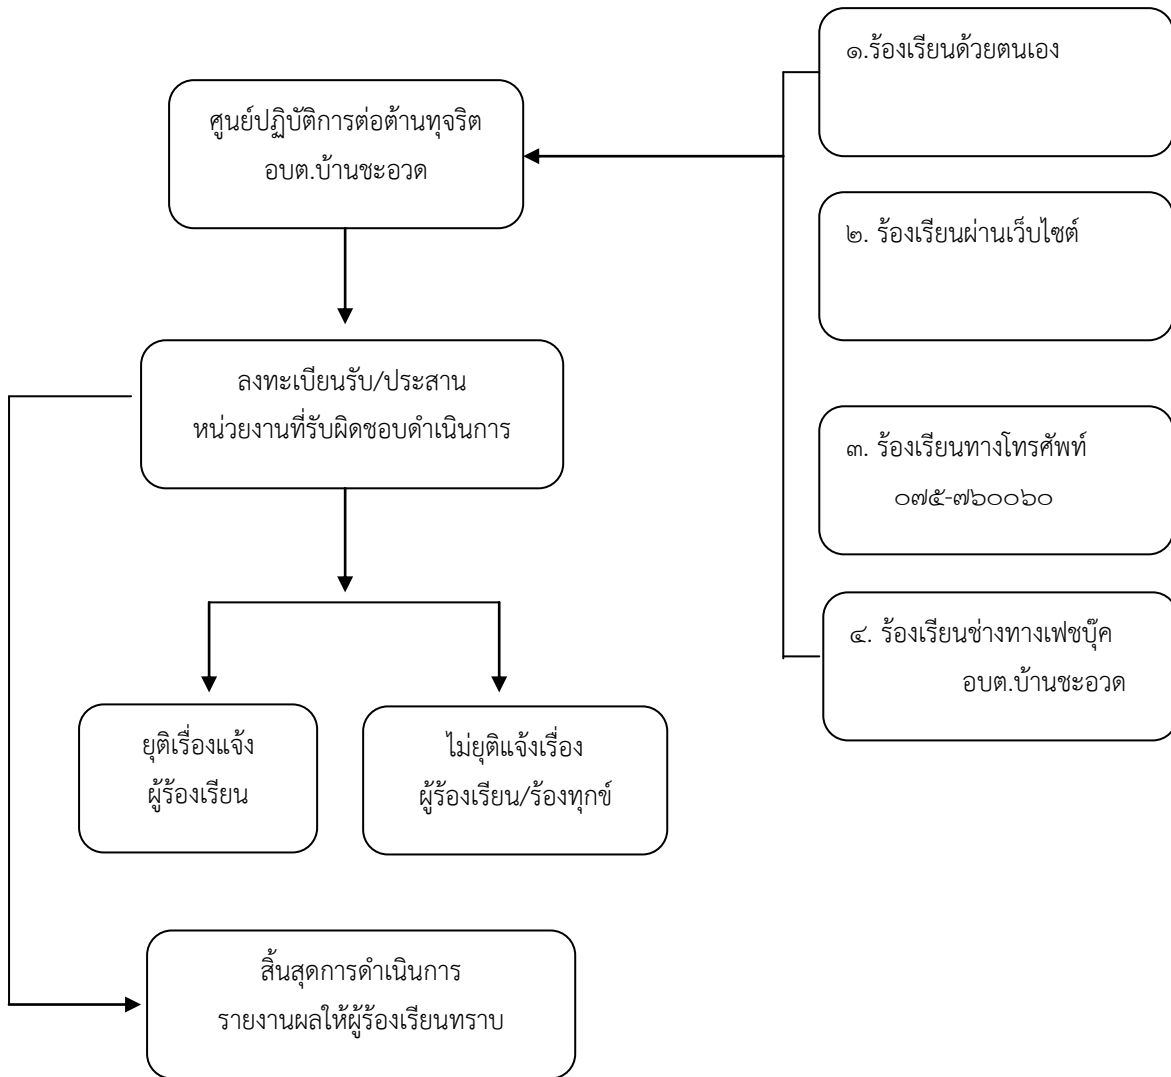 ๑.ร้องเรียนด้วยตนเอง
ศูนย์ปฏิบัติการต่อต้านทุจริต
อบต.บ้านชะอวด
๒. ร้องเรียนผ่านเว็บไซต์
ลงทะเบียนรับ/ประสาน
หน่วยงานที่รับผิดชอบดำเนินการ
๓. ร้องเรียนทางโทรศัพท์
๐๗๕-๗๖๐๐๖๐
๔. ร้องเรียนช่างทางเฟชบุ๊ค
อบต.บ้านชะอวด
ยุติเรื่องแจ้ง
ผู้ร้องเรียน
ไม่ยุติแจ้งเรื่อง
ผู้ร้องเรียน/ร้องทุกข์
สิ้นสุดการดำเนินการ
รายงานผลให้ผู้ร้องเรียนทราบ